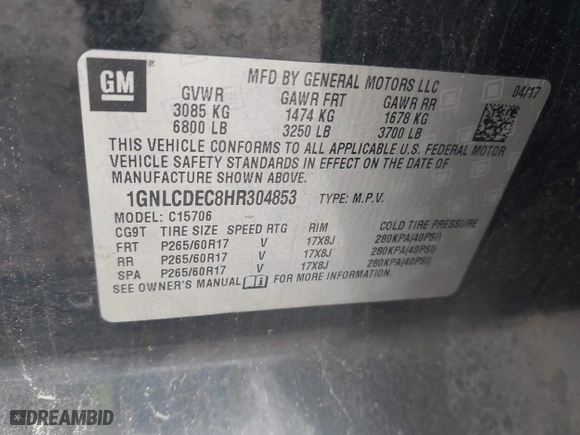 GM
MFD BY GENERAL MOTORS LLC
04/17
GVWR GAWR FRT GAWR RR
3085 KG 1474 KG 1678 KG
6800 LB 3250 LB 3700 LB
THIS VEHICLE CONFORMS TO ALL APPLICABLE U.S. FEDERAL MOTOR
VEHICLE SAFETY STANDARDS IN EFFECT ON THE DATE OF
MANUFACTURE SHOWN ABOVE.
1GNLCDEC8HR304853 TYPE: M.P.V.
MODEL: C15706 –
CG9T TIRE SIZE SPEED RTG RIM COLD TIRE PRESSURE
FRT P265/60R17 V 17X8J 280KPA(40PSI)
RR P265/60R17 V 17X8J 280KPA(40PSI)
SPA P265/60R17 V 17X8J 280KPA(40PSI)
SEE OWNER'S MANUAL FOR MORE INFORMATION.
DREAMBID